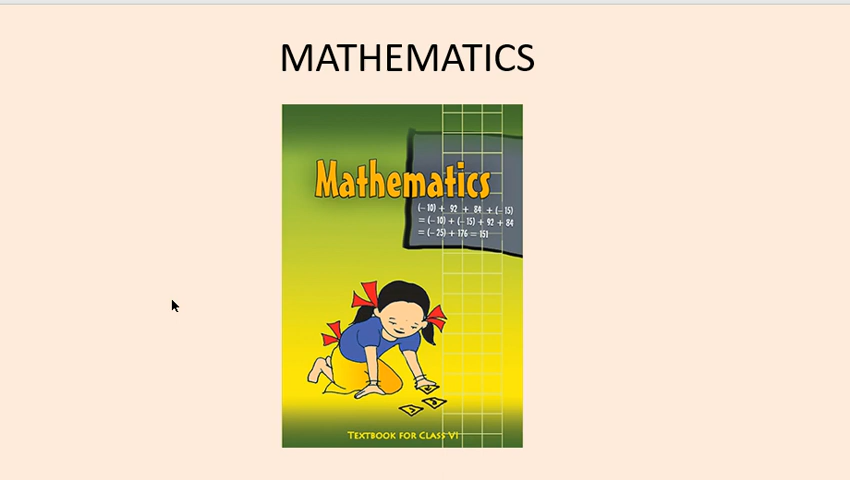 MATHEMATICS
Mathematics
(–10) + 92 + 84 + (–15)
= (–10) + (–15) + 92 + 84
= (–25) + 176 = 151
TEXTBOOK FOR CLASS VI